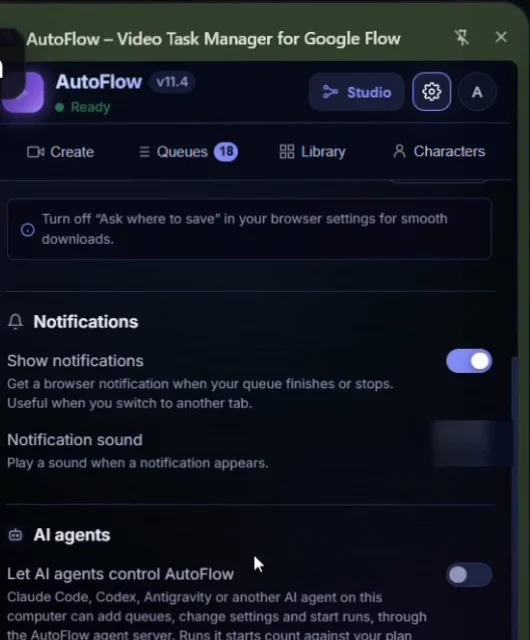 AutoFlow – Video Task Manager for Google Flow
AutoFlow v11.4
Ready
Studio
A
Create
Queues 18
Library
Characters
Turn off “Ask where to save” in your browser settings for smooth
downloads.
Notifications
Show notifications
Get a browser notification when your queue finishes or stops.
Useful when you switch to another tab.
Notification sound
Play a sound when a notification appears.
AI agents
Let AI agents control AutoFlow
Claude Code, Codex, Antigravity or another AI agent on this
computer can add queues, change settings and start runs, through
the AutoFlow agent server. Runs it starts count against your plan